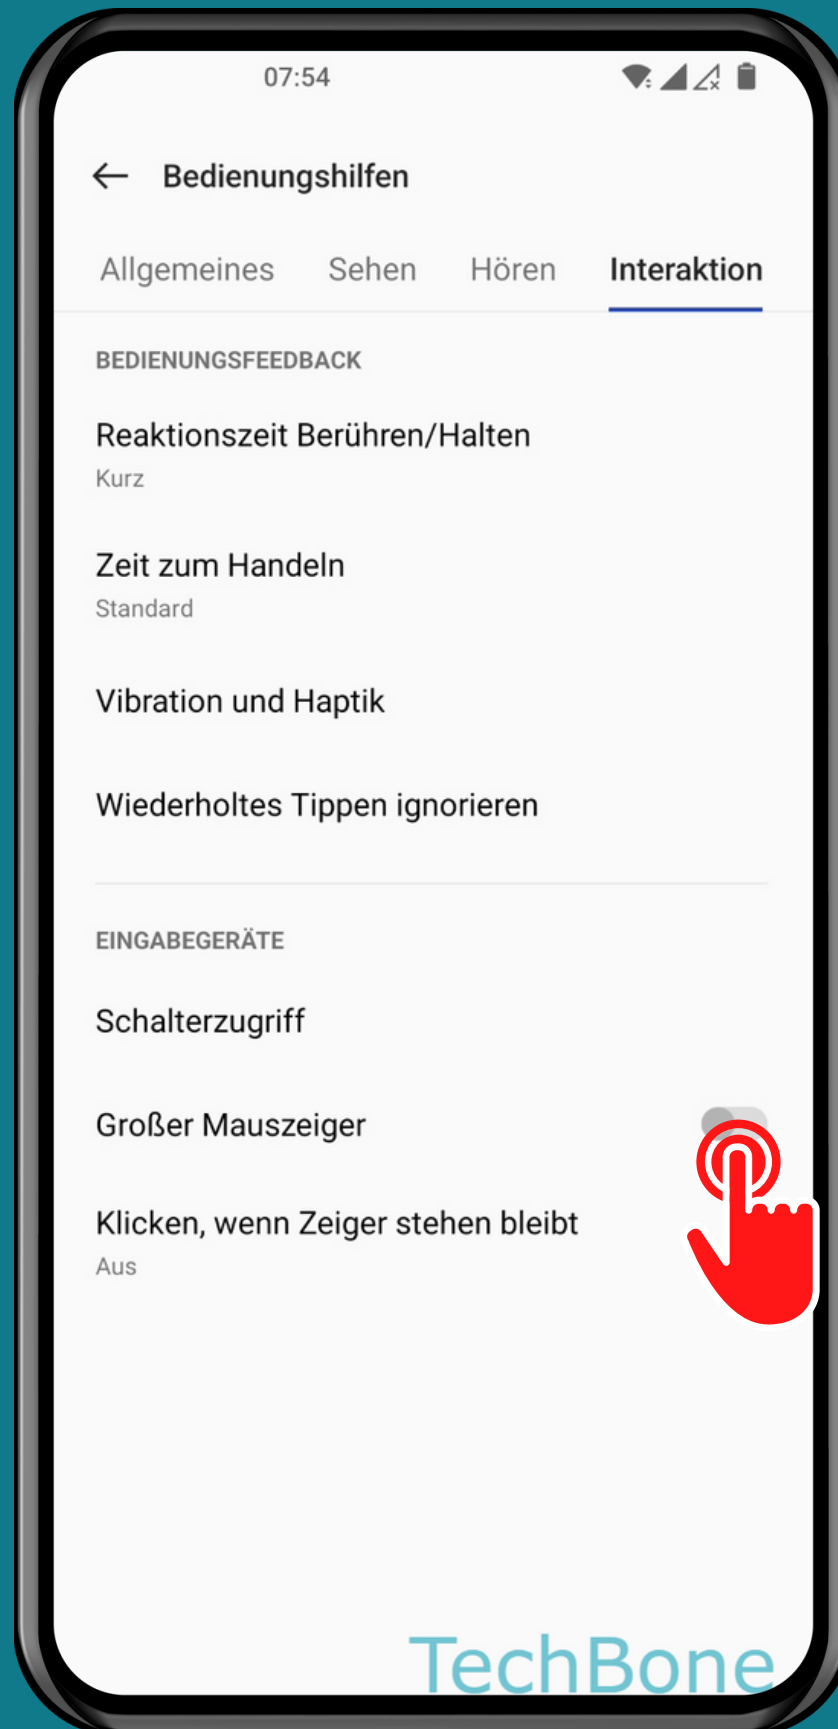 07:54
Bedienungshilfen
Allgemeines Sehen Hören Interaktion
BEDIENUNGSFEEDBACK
Reaktionszeit Berühren/Halten
Kurz
Zeit zum Handeln
Standard
Vibration und Haptik
Wiederholtes Tippen ignorieren
EINGABEGERÄTE
Schalterzugriff
Großer Mauszeiger
Klicken, wenn Zeiger stehen bleibt
Aus
TechBone